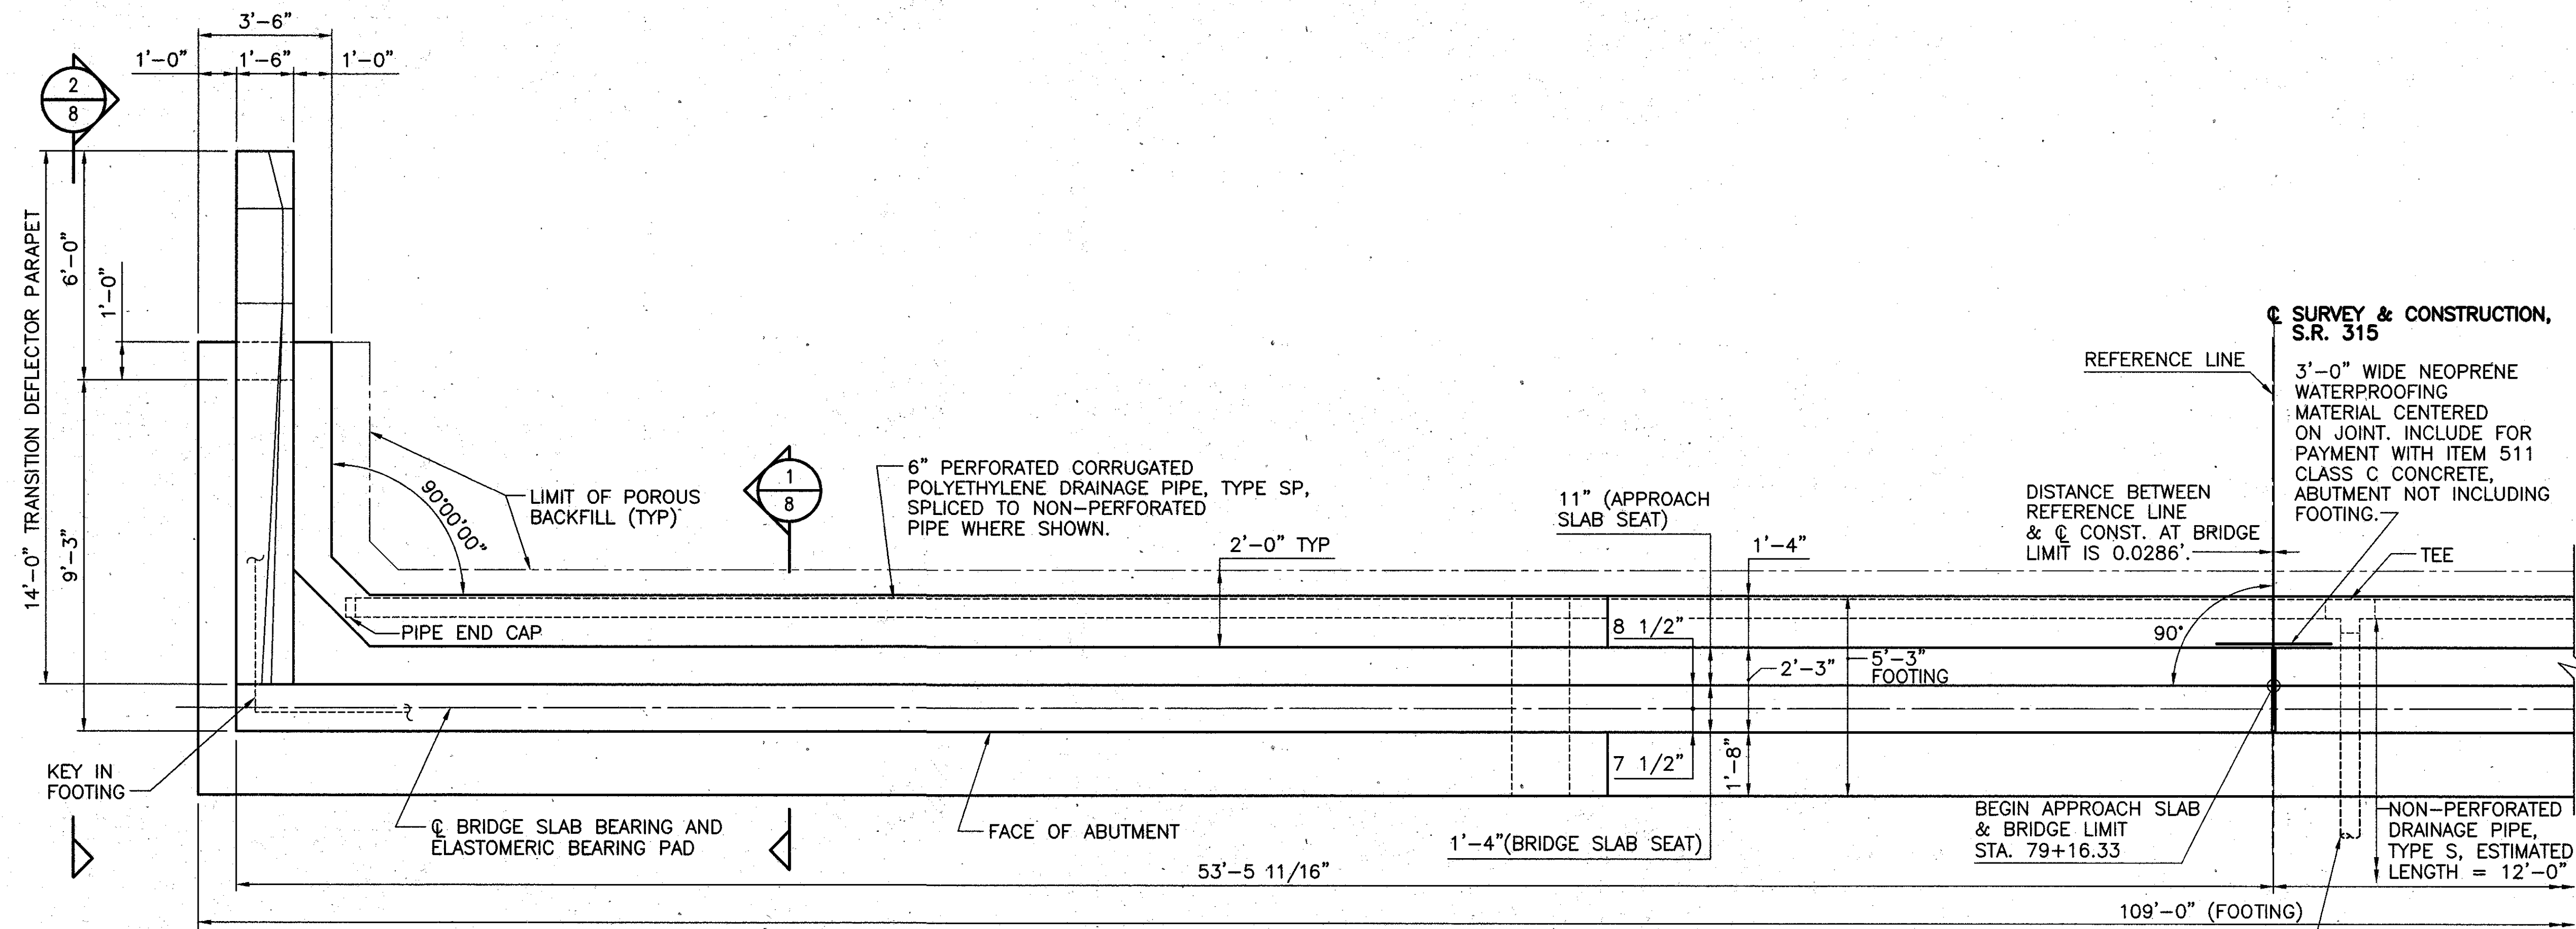 3'-6"
1'-0"
1'-6"
1'-0"
2
8
14'-0" TRANSITION DEFLECTOR PARAPET
6'-0"
1'-0"
9'-3"
90°00'00"
LIMIT OF POROUS
BACKFILL (TYP)
1
8
6" PERFORATED CORRUGATED
POLYETHYLENE DRAINAGE PIPE, TYPE SP,
SPLICED TO NON-PERFORATED
PIPE WHERE SHOWN.
2'-0" TYP
11" (APPROACH
SLAB SEAT)
1'-4"
℄ SURVEY & CONSTRUCTION,
S.R. 315
REFERENCE LINE
3'-0" WIDE NEOPRENE
WATERPROOFING
MATERIAL CENTERED
ON JOINT. INCLUDE FOR
PAYMENT WITH ITEM 511
CLASS C CONCRETE,
ABUTMENT NOT INCLUDING
FOOTING.
DISTANCE BETWEEN
REFERENCE LINE
& ℄ CONST. AT BRIDGE
LIMIT IS 0.0286'.
TEE
PIPE END CAP
8 1/2"
2'-3"
5'-3"
FOOTING
90°
KEY IN
FOOTING
7 1/2"
1'-8"
℄ BRIDGE SLAB BEARING AND
ELASTOMERIC BEARING PAD
FACE OF ABUTMENT
1'-4"(BRIDGE SLAB SEAT)
BEGIN APPROACH SLAB
& BRIDGE LIMIT
STA. 79+16.33
NON-PERFORATED
DRAINAGE PIPE,
TYPE S, ESTIMATED
LENGTH = 12'-0"
53'-5 11/16"
109'-0" (FOOTING)